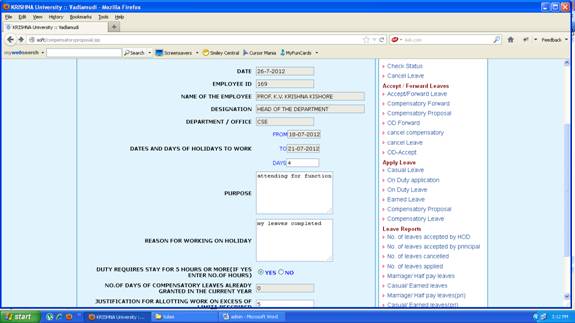 KRISHNA University :: Vadlamudi - Mozilla Firefox
File Edit View History Bookmarks Tools Help
KRISHNA University :: Vadlamudi
soft/compensatoryproposal.jsp
Ask.com
Feedback
mywebsearch
Search
Screensavers
Smiley Central
Cursor Mania
MyFunCards
DATE 26-7-2012
EMPLOYEE ID 169
NAME OF THE EMPLOYEE PROF. K.V. KRISHNA KISHORE
DESIGNATION HEAD OF THE DEPARTMENT
DEPARTMENT / OFFICE CSE
FROM 18-07-2012
DATES AND DAYS OF HOLIDAYS TO WORK TO 21-07-2012
DAYS 4
PURPOSE attending for function
REASON FOR WORKING ON HOLIDAY my leaves completed
DUTY REQUIRES STAY FOR 5 HOURS OR MORE(IF YES
ENTER NO.OF HOURS) YES NO
NO.OF DAYS OF COMPENSATORY LEAVES ALREADY
GRANTED IN THE CURRENT YEAR 0
JUSTIFICATION FOR ALLOTING WORK ON EXCESS OF
5
Check Status
Cancel Leave
Accept / Forward Leaves
Accept/Forward Leave
Compensatory Forward
Compensatory Proposal
OD Forward
cancel compensatory
cancel Leave
OD-Accept
Apply Leave
Casual Leave
On Duty application
On Duty Leave
Earned Leave
Compensatory Proposal
Compensatory Leave
Leave Reports
No. of leaves accepted by HOD
No. of leaves accepted by principal
No. of leaves cancelled
No. of leaves applied
Marriage/ Half pay leaves
Casual/ Earned leaves
Marriage/ Half pay leaves(pri)
Casual/ Earned leaves(pri)
start
KRISHNA University :...
tulasi
admin - Microsoft Word
3:12 PM